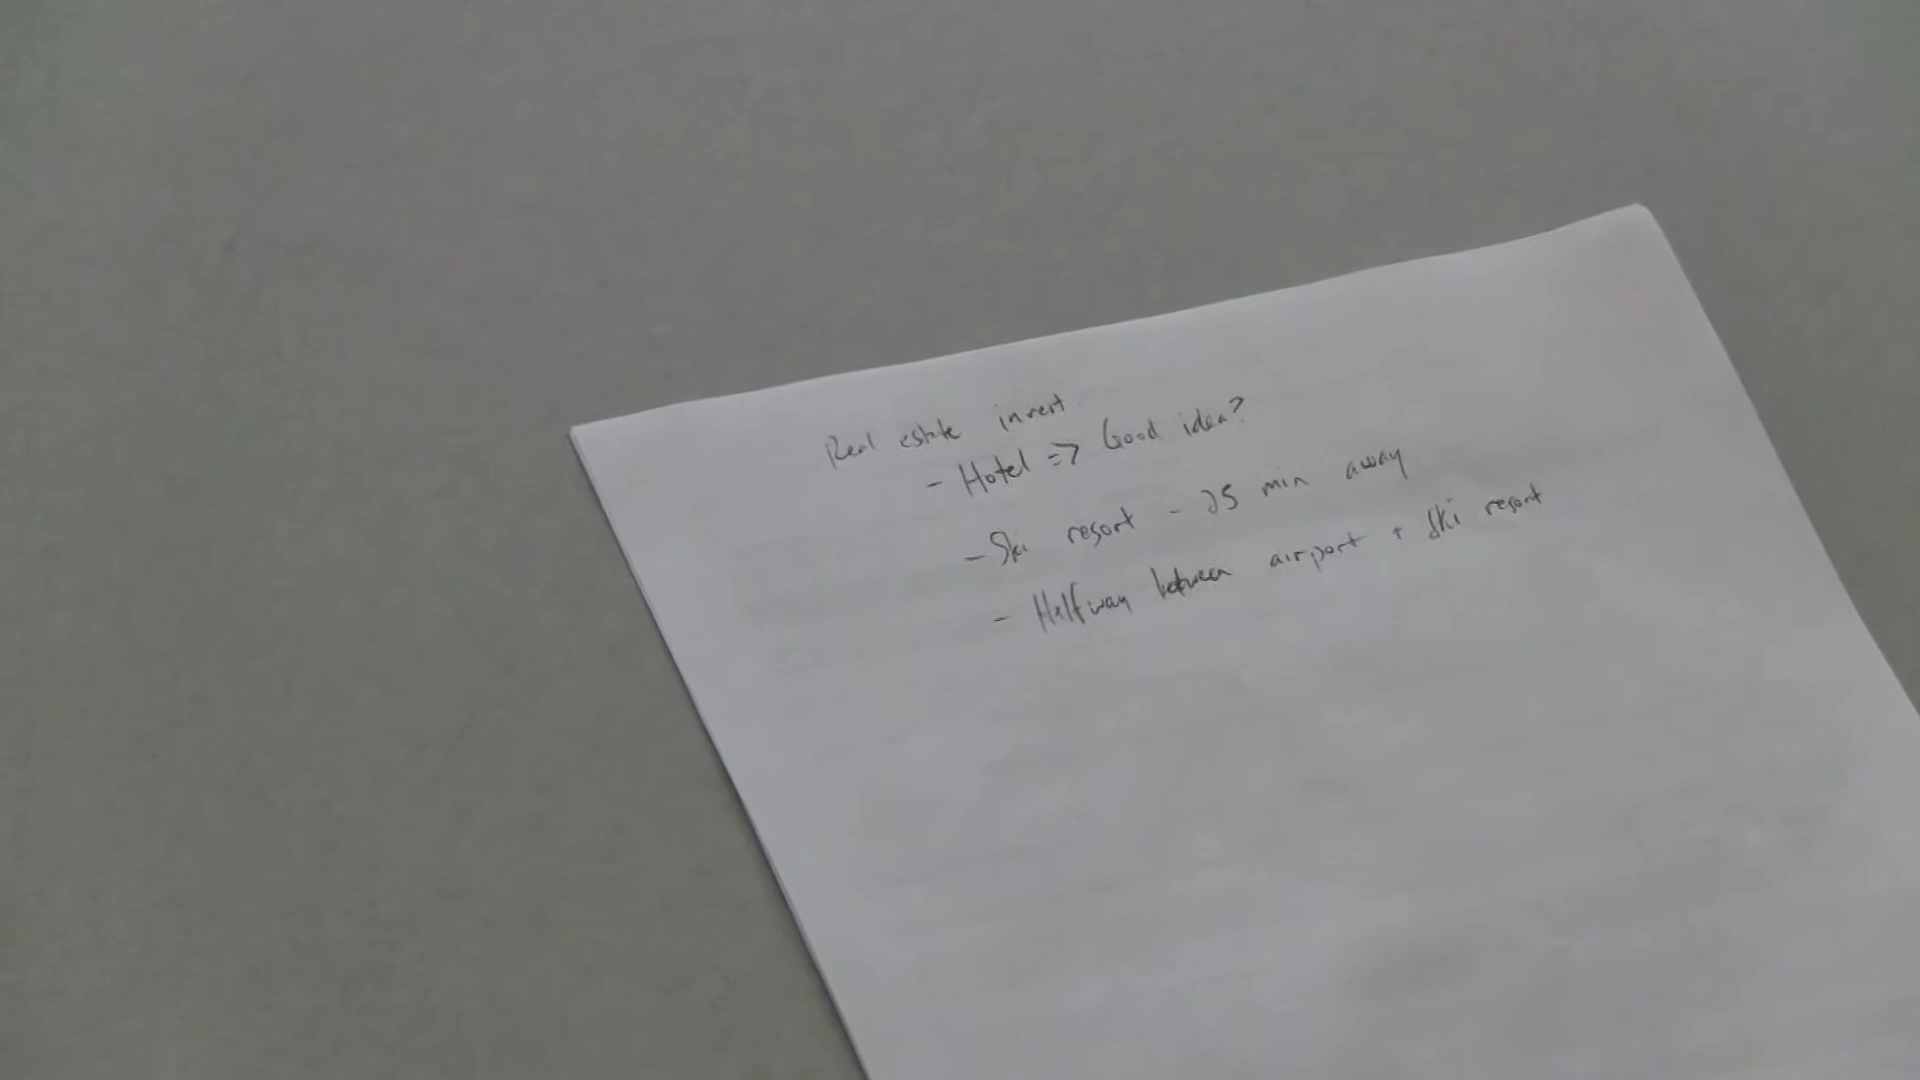 Real estate invest
- Hotel => Good idea?
- Ski resort - 25 min away
- Halfway between airport + ski resort